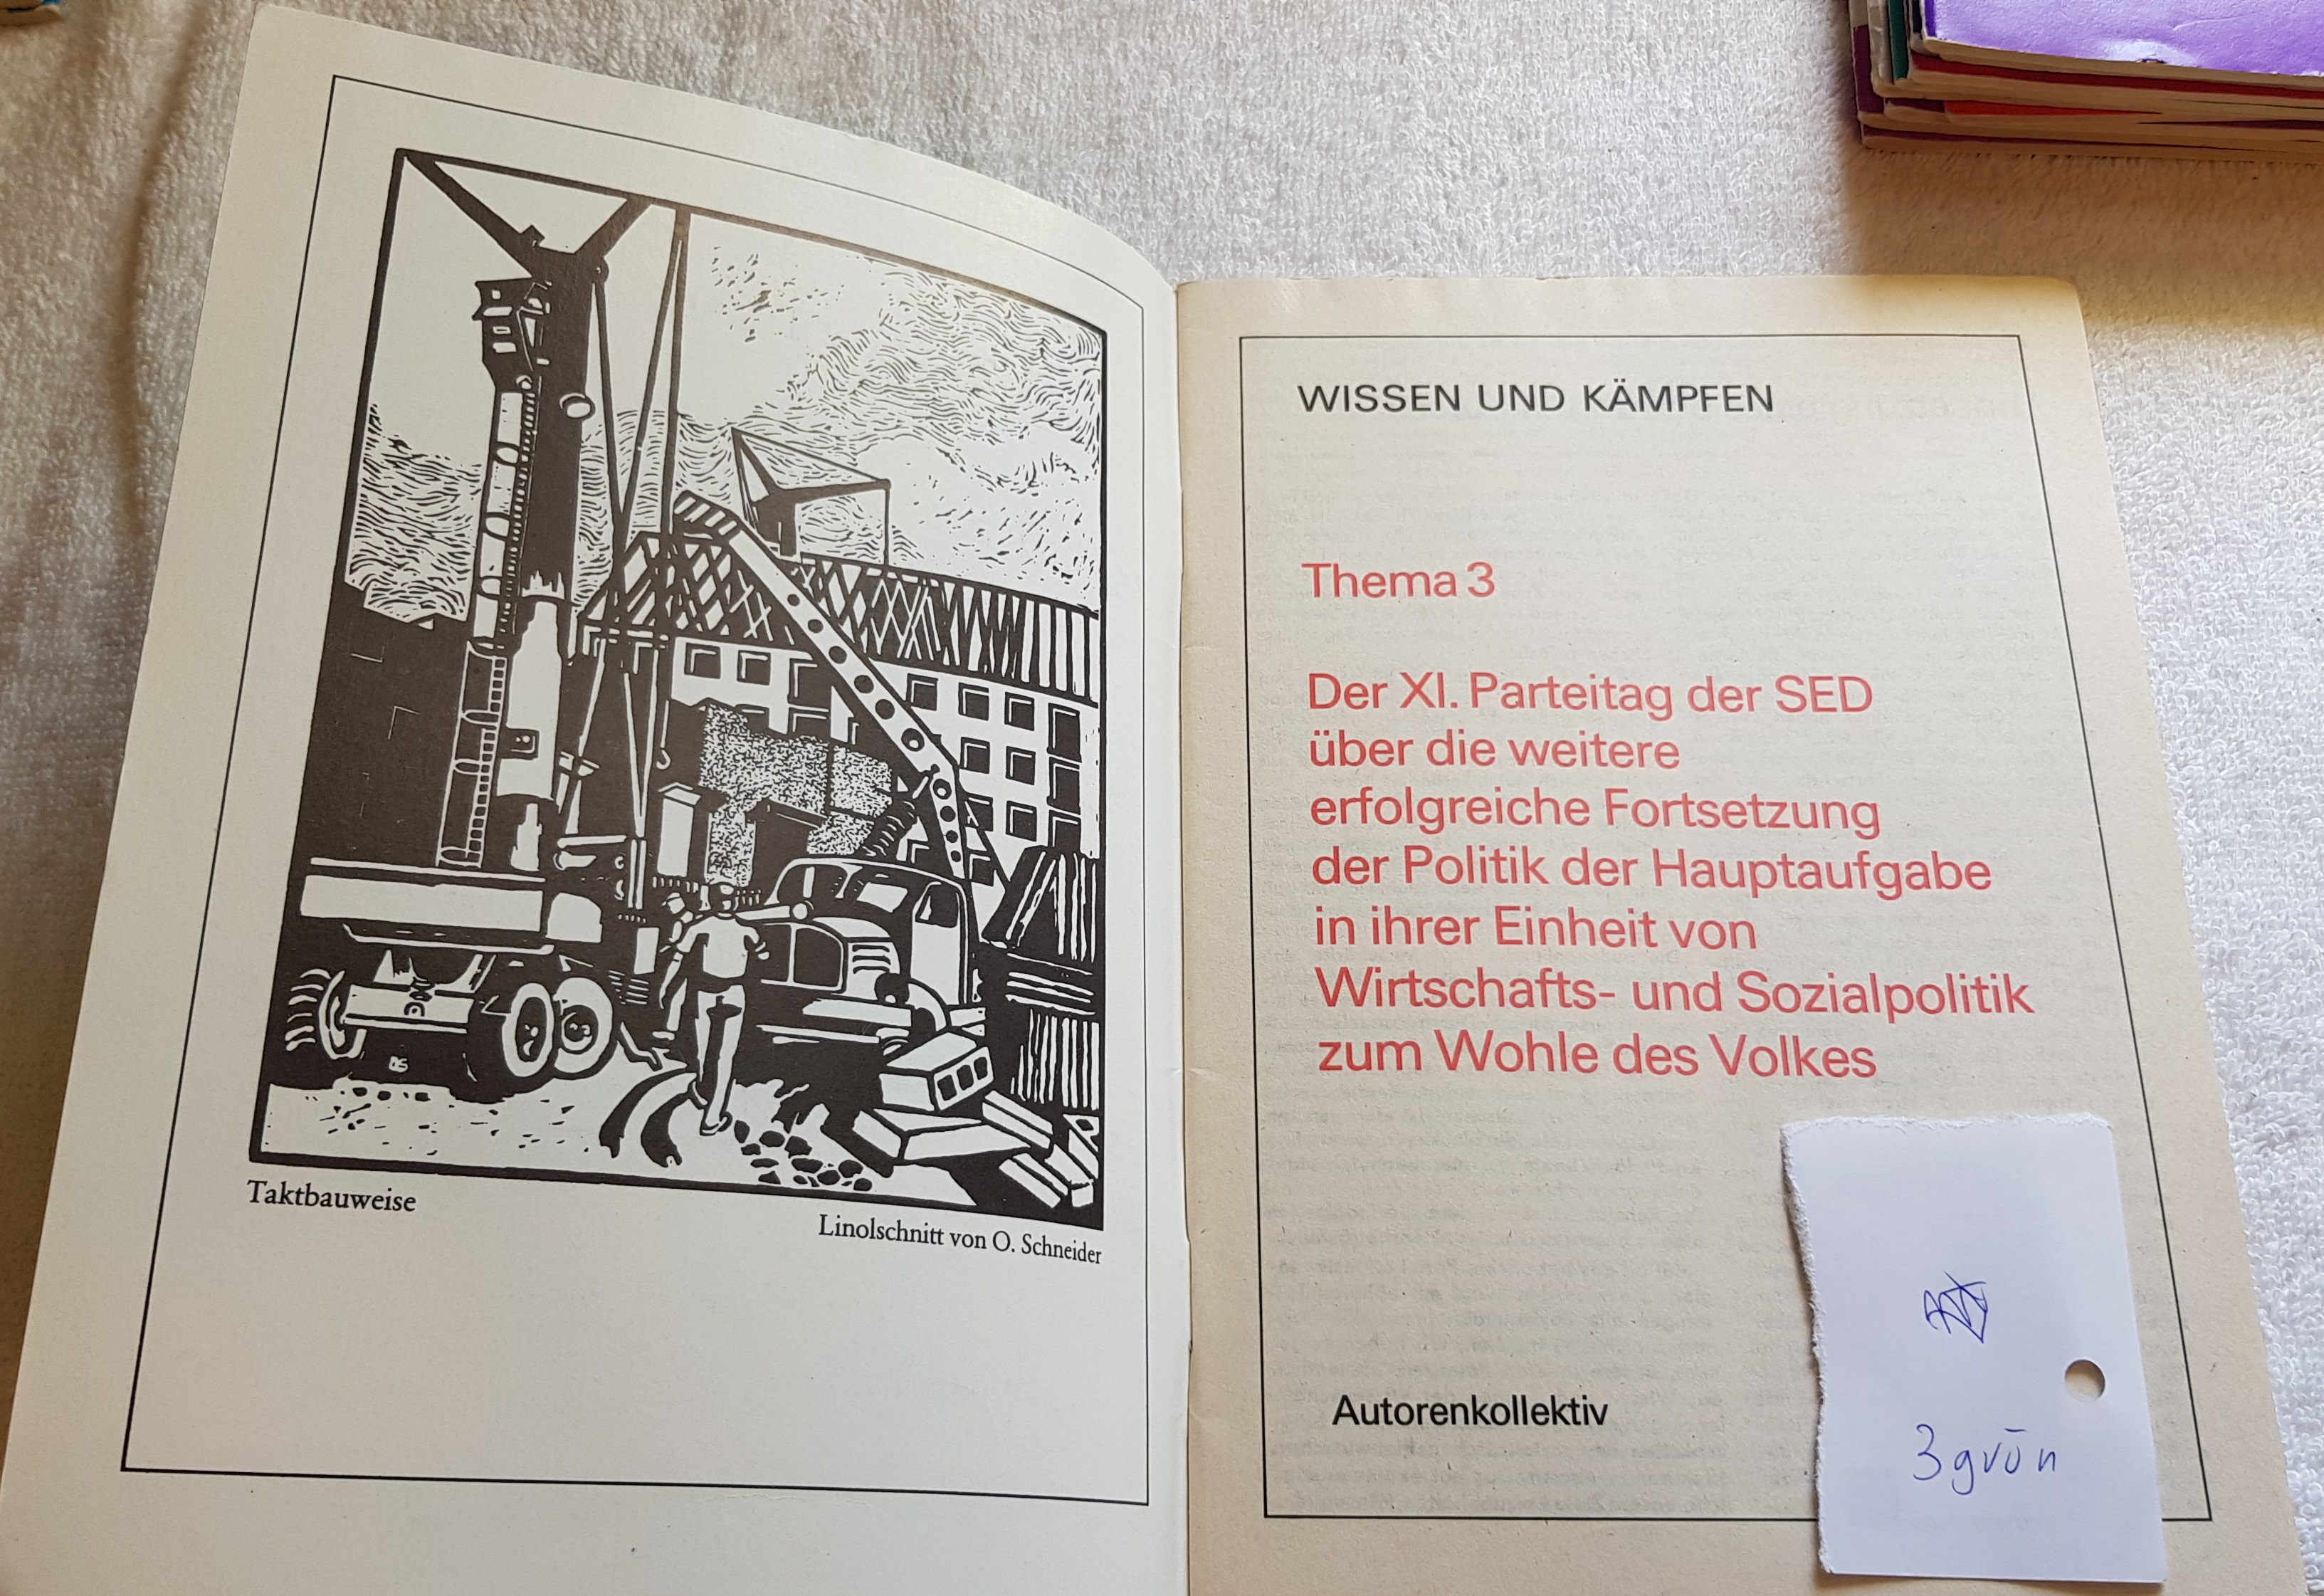 Taktbauweise
Linolschnitt von O. Schneider
WISSEN UND KÄMPFEN
Thema 3
Der XI. Parteitag der SED
über die weitere
erfolgreiche Fortsetzung
der Politik der Hauptaufgabe
in ihrer Einheit von
Wirtschafts- und Sozialpolitik
zum Wohle des Volkes
Autorenkollektiv
3 grün